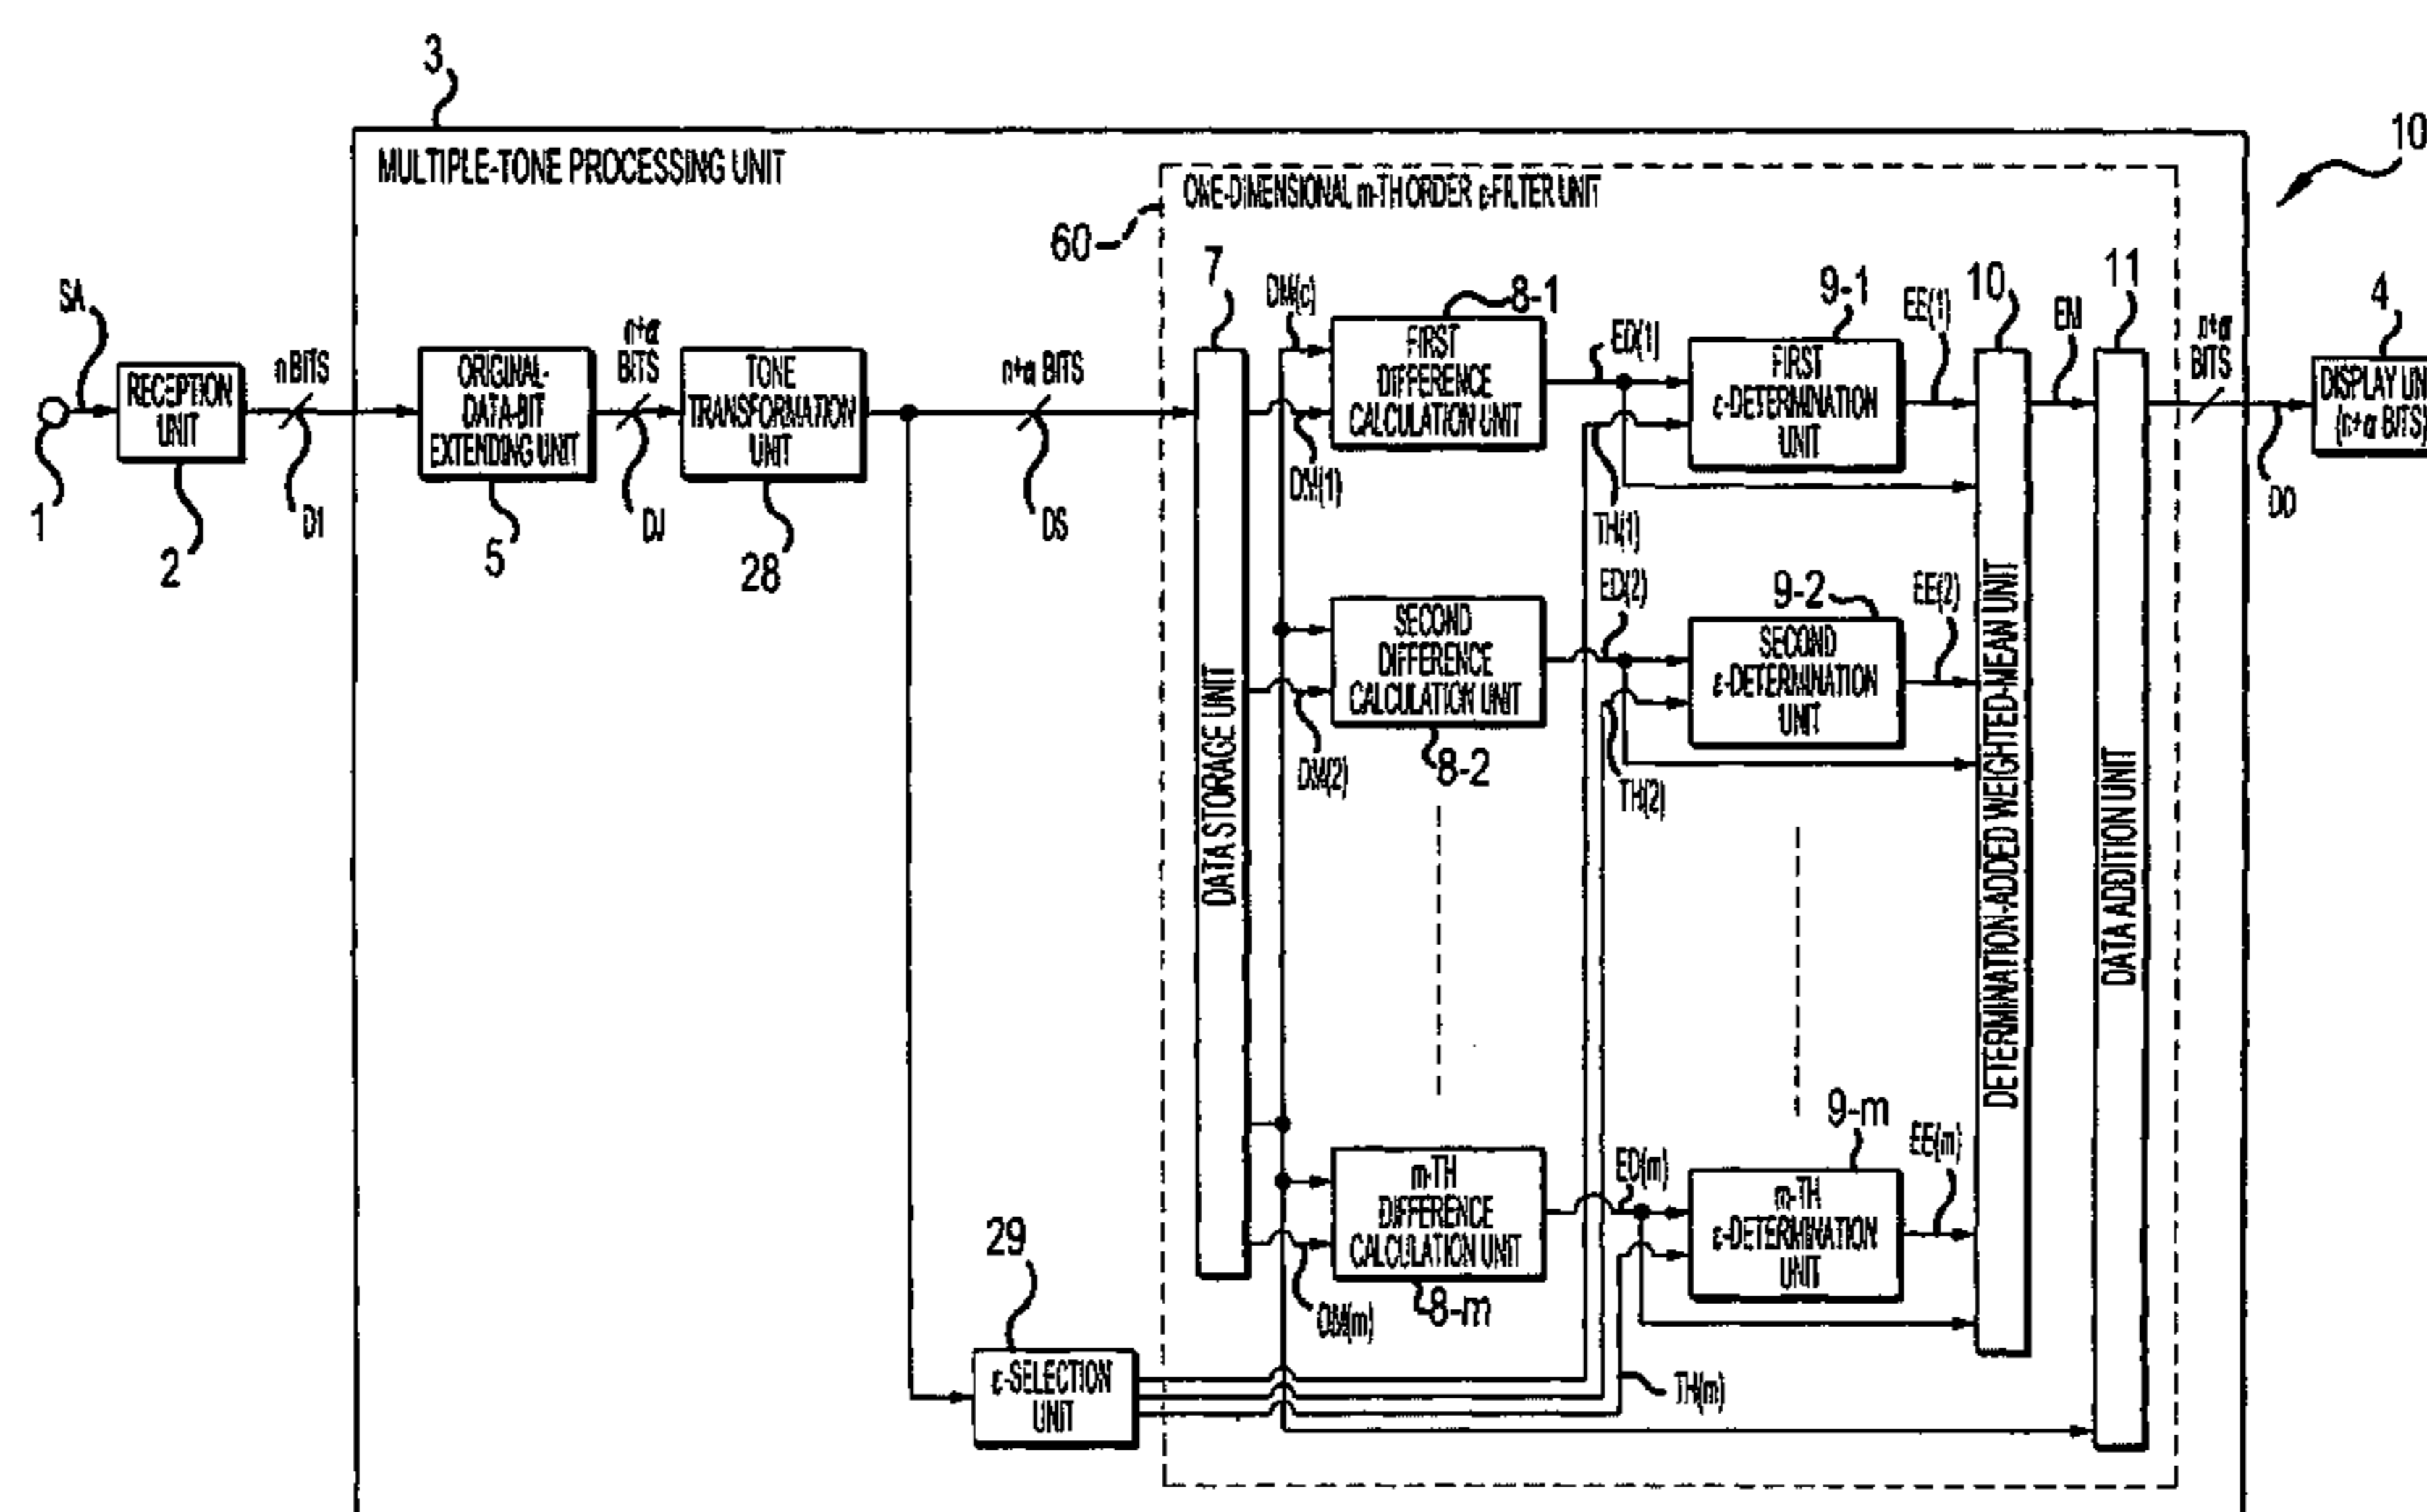 3
10
MULTIPLE-TONE PROCESSING UNIT
ONE-DIMENSIONAL m-TH ORDER ε-FILTER UNIT
60
SA
1
RECEPTION
UNIT
2
n BITS
DI
ORIGINAL-
DATA-BIT
EXTENDING UNIT
5
n+α
BITS
DJ
TONE
TRANSFORMATION
UNIT
28
n+α BITS
DS
7
DATA STORAGE UNIT
DM(c)
DM(1)
8-1
FIRST
DIFFERENCE
CALCULATION UNIT
ED(1)
TH(1)
9-1
FIRST
ε-DETERMINATION
UNIT
EE(1)
DM(2)
SECOND
DIFFERENCE
CALCULATION UNIT
8-2
ED(2)
TH(2)
9-2
SECOND
ε-DETERMINATION
UNIT
EE(2)
DM(m)
m-TH
DIFFERENCE
CALCULATION UNIT
8-m
ED(m)
TH(m)
9-m
m-TH
ε-DETERMINATION
UNIT
EE(m)
29
ε-SELECTION
UNIT
10
DETERMINATION-ADDED WEIGHTED-MEAN UNIT
EM
11
DATA ADDITION UNIT
n+α
BITS
DO
4
DISPLAY UNI
(n+α BITS)